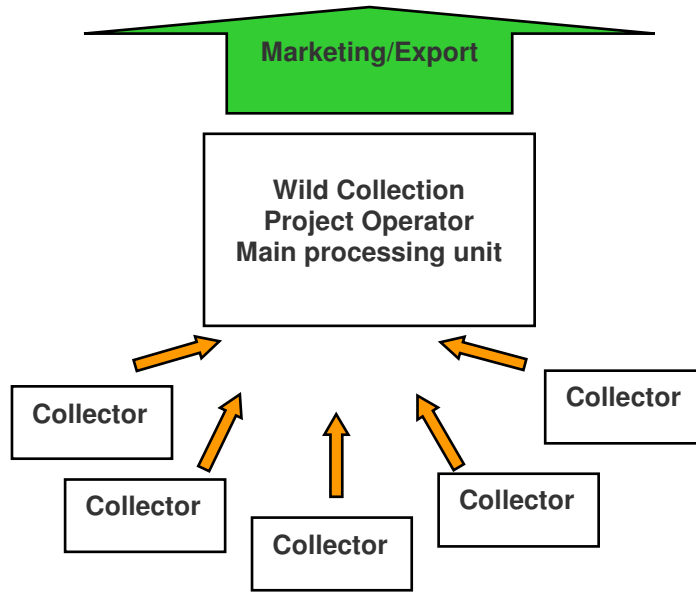 Marketing/Export
Wild Collection
Project Operator
Main processing unit
Collector
Collector
Collector
Collector
Collector